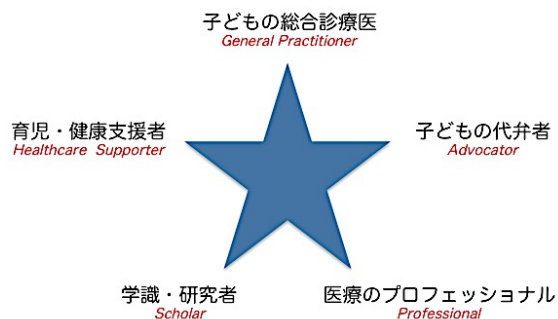 子どもの総合診療医
General Practitioner
育児・健康支援者
Healthcare Supporter
子どもの代弁者
Advocator
学識・研究者
Scholar
医療のプロフェッショナル
Professional